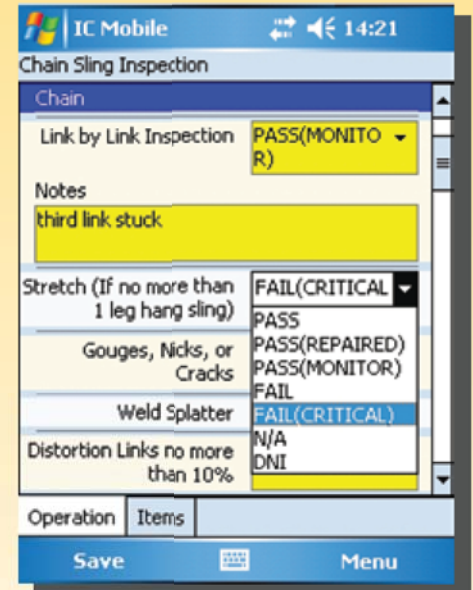 IC Mobile 14:21
Chain Sling Inspection
Chain
Link by Link Inspection PASS(MONITO
R)
Notes
third link stuck
Stretch (If no more than FAIL(CRITICAL
1 leg hang sling)
PASS
PASS(REPAIRED)
PASS(MONITOR)
FAIL
FAIL(CRITICAL)
N/A
DNI
Gouges, Nicks, or
Cracks
Weld Splatter
Distortion Links no more
than 10%
Operation Items
Save Menu